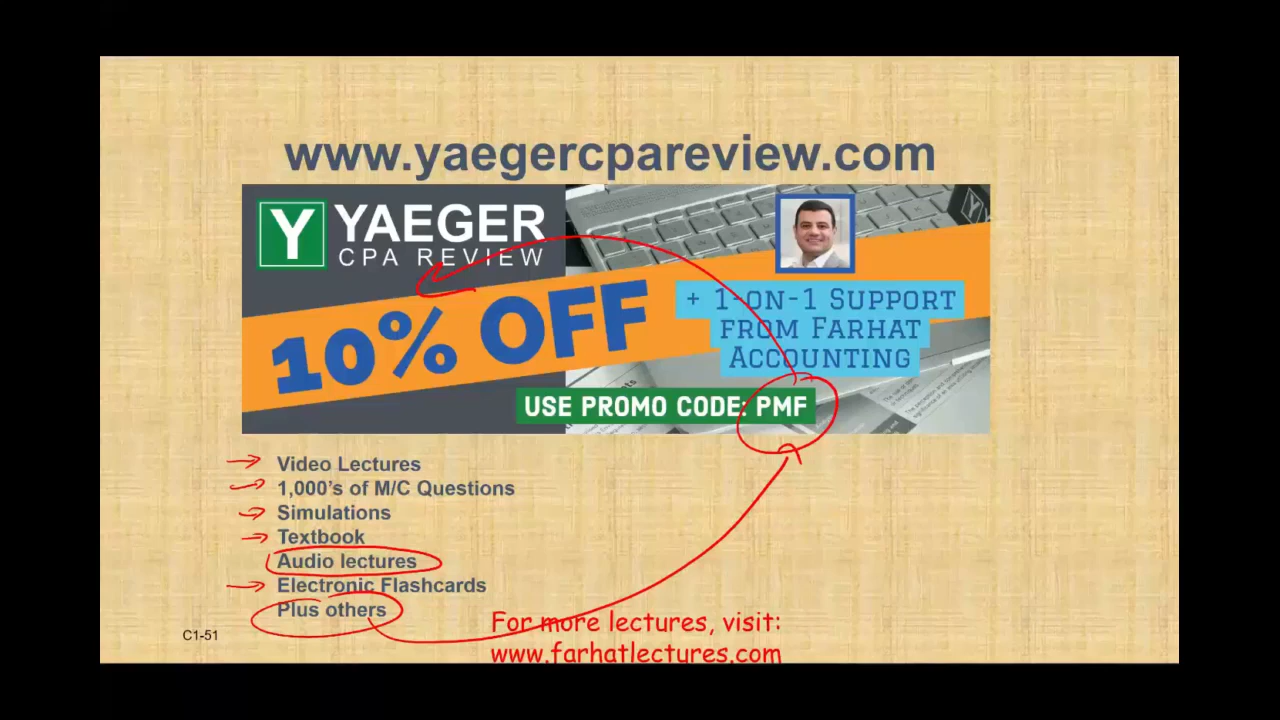 www.yaegercpareview.com
Y YAEGER
CPA REVIEW
10% OFF
+ 1-on-1 Support
from Farhat
Accounting
USE PROMO CODE: PMF
Video Lectures
1,000's of M/C Questions
Simulations
Textbook
Audio lectures
Electronic Flashcards
Plus others
C1-51
For more lectures, visit:
www.farhatlectures.com